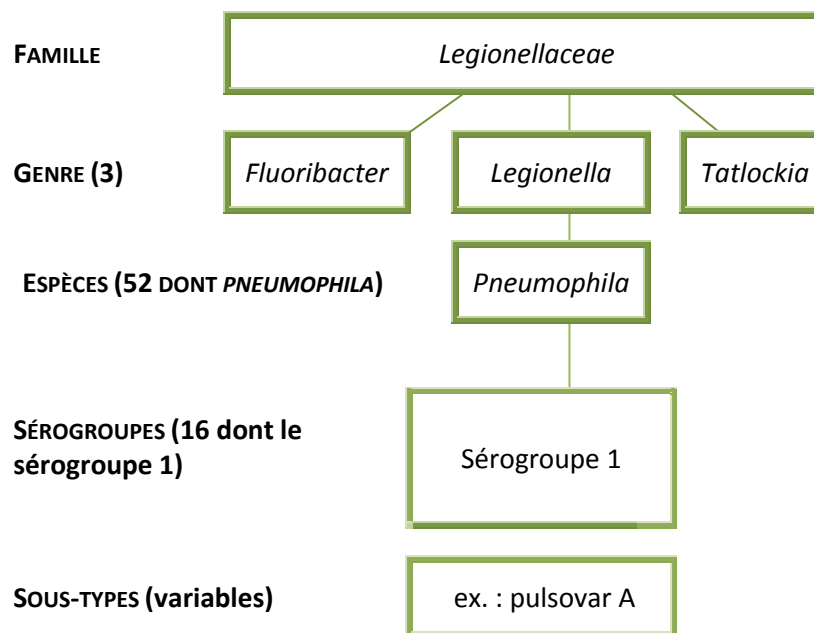 FAMILLE
Legionellaceae
GENRE (3)
Fluoribacter
Legionella
Tatlockia
ESPÈCES (52 DONT PNEUMOPHILA)
Pneumophila
SÉROGROUPES (16 dont le
sérogroupe 1)
Sérogroupe 1
SOUS-TYPES (variables)
ex. : pulsovar A